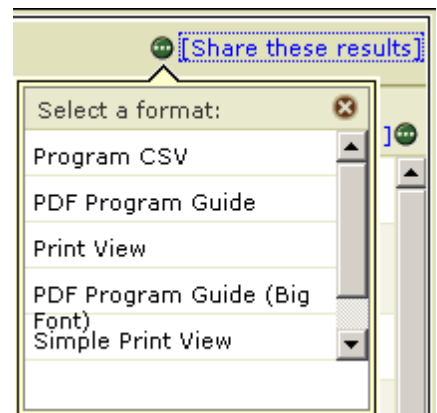 [Share these results]
Select a format:
]
Program CSV
PDF Program Guide
Print View
PDF Program Guide (Big
Font)
Simple Print View